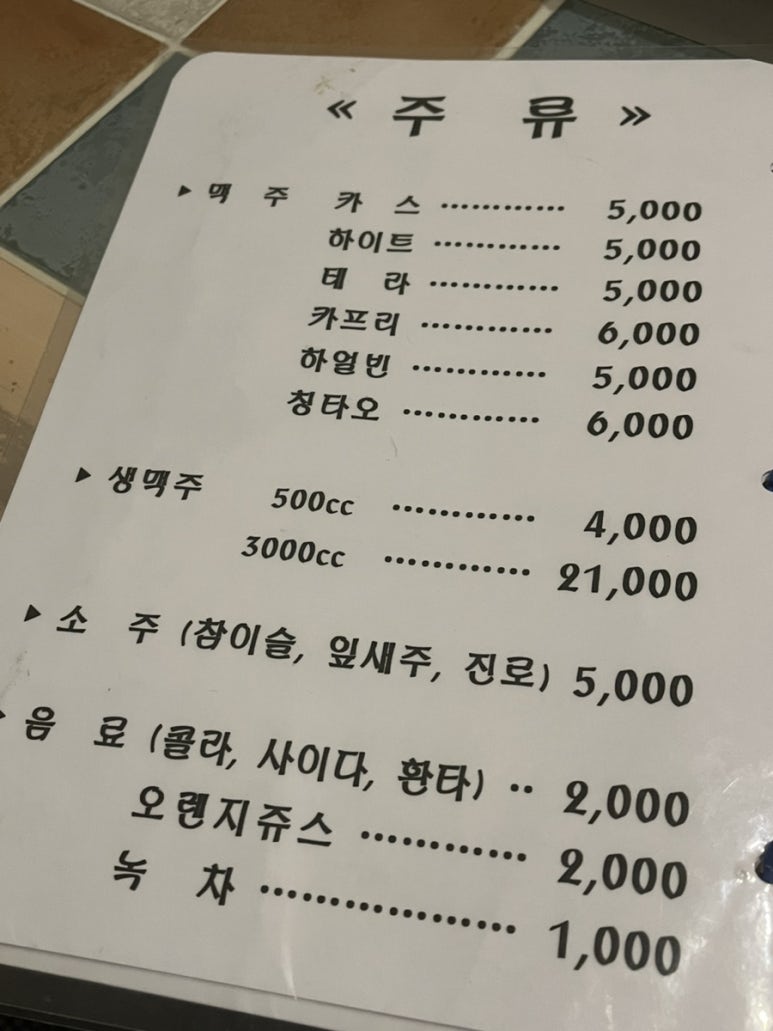 « 주 류 »
▶ 맥 주 카 스 ············ 5,000
하이트 ············ 5,000
테 라 ············ 5,000
카프리 ············ 6,000
하얼빈 ············ 5,000
칭타오 ············ 6,000
▶ 생맥주 500cc ············ 4,000
3000cc ············ 21,000
▶ 소 주 (참이슬, 잎새주, 진로) 5,000
▶ 음 료 (콜라, 사이다, 환타) ·· 2,000
오렌지쥬스 ············ 2,000
녹 차 ·················· 1,000